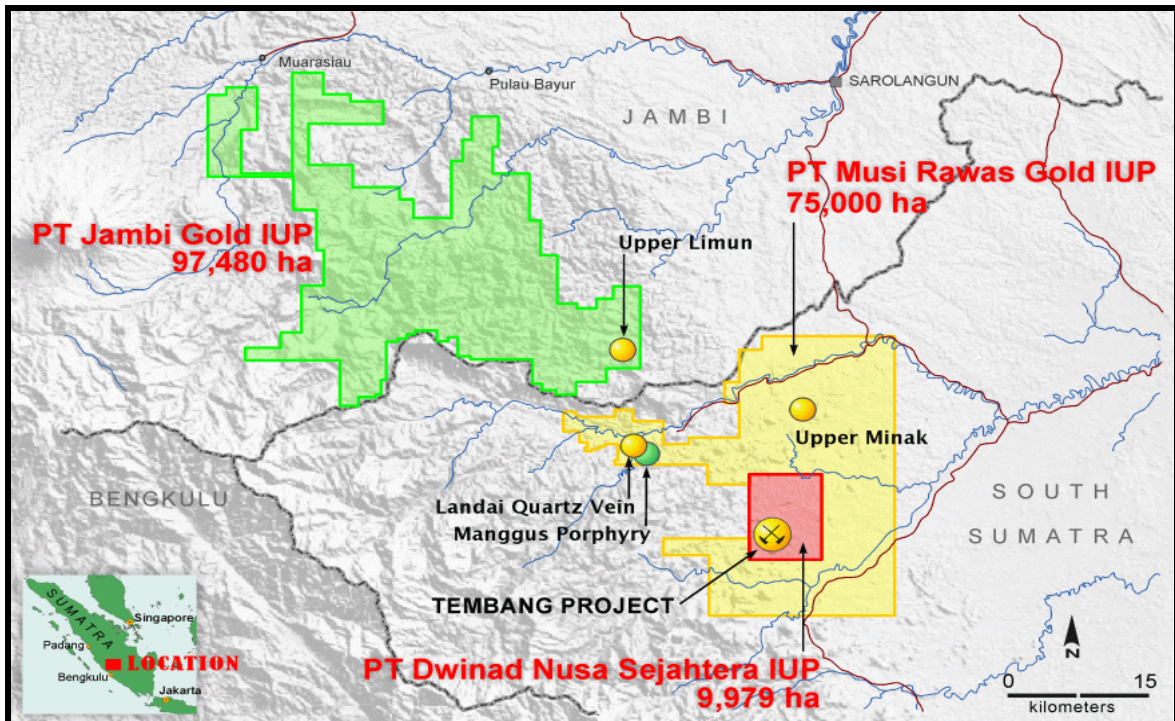 Muarasiau
Pulau Bayur
SAROLANGUN
JAMBI
PT Musi Rawas Gold IUP
75,000 ha
PT Jambi Gold IUP
97,480 ha
Upper Limun
Upper Minak
BENGKULU
Landai Quartz Vein
Manggus Porphyry
SOUTH
SUMATRA
TEMBANG PROJECT
PT Dwinad Nusa Sejahtera IUP
9,979 ha
SUMATRA
Singapore
Padang
LOCATION
Bengkulu
Jakarta
N
0 15
kilometers